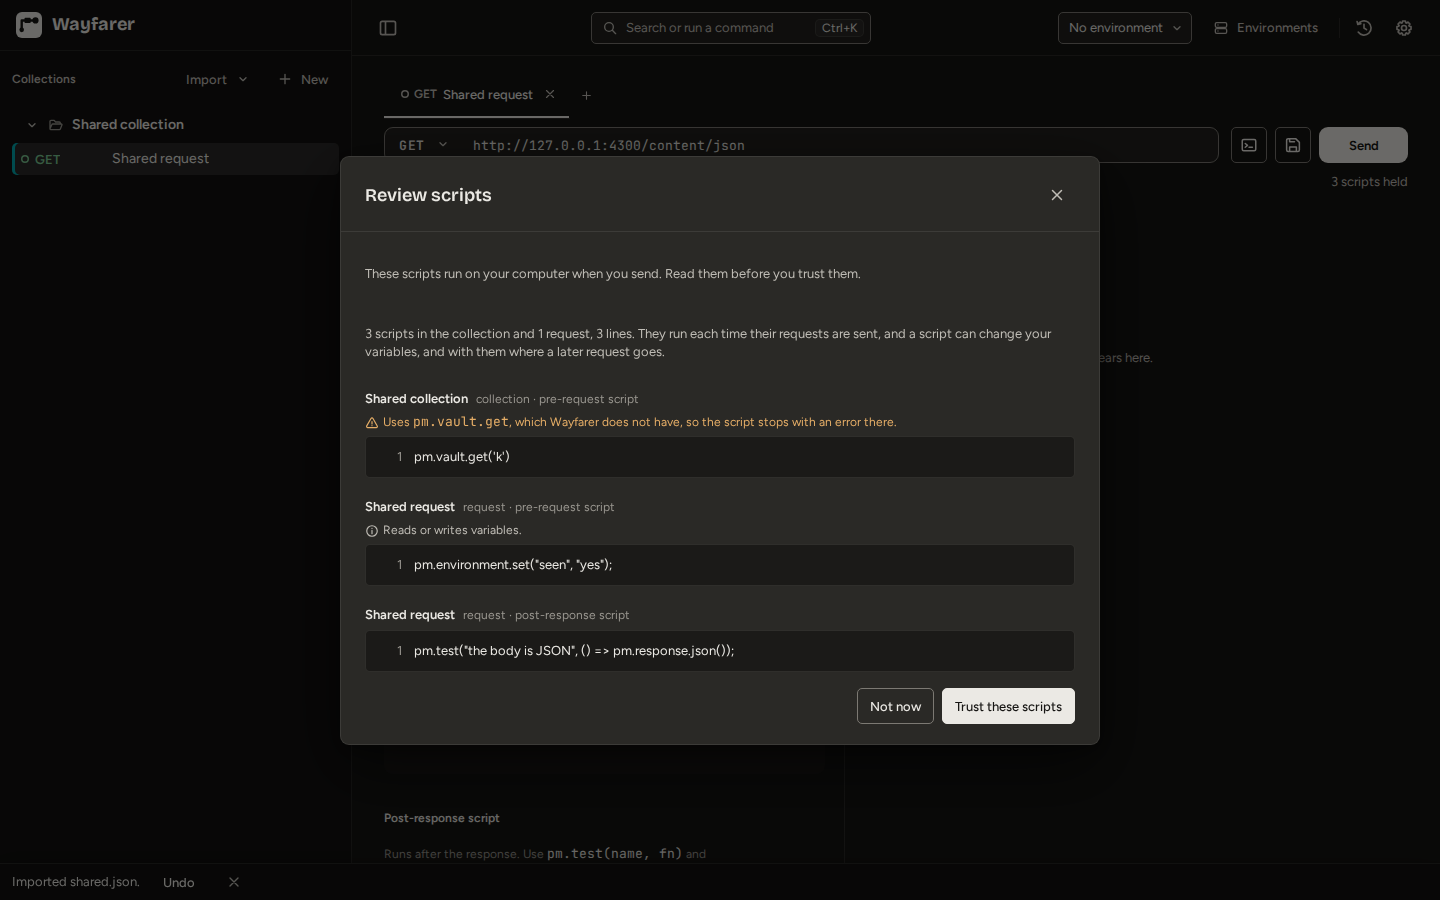 Wayfarer
Search or run a command Ctrl+K
No environment
Environments
Collections
Import
New
GET Shared request
Shared collection
GET Shared request
GET http://127.0.0.1:4300/content/json
Send
3 scripts held
Review scripts
These scripts run on your computer when you send. Read them before you trust them.
3 scripts in the collection and 1 request, 3 lines. They run each time their requests are sent, and a script can change your
variables, and with them where a later request goes.
ears here.
Shared collection collection · pre-request script
Uses pm.vault.get, which Wayfarer does not have, so the script stops with an error there.
1 pm.vault.get('k')
Shared request request · pre-request script
Reads or writes variables.
1 pm.environment.set("seen", "yes");
Shared request request · post-response script
1 pm.test("the body is JSON", () => pm.response.json());
Not now
Trust these scripts
Post-response script
Runs after the response. Use pm.test(name, fn) and
Imported shared.json. Undo